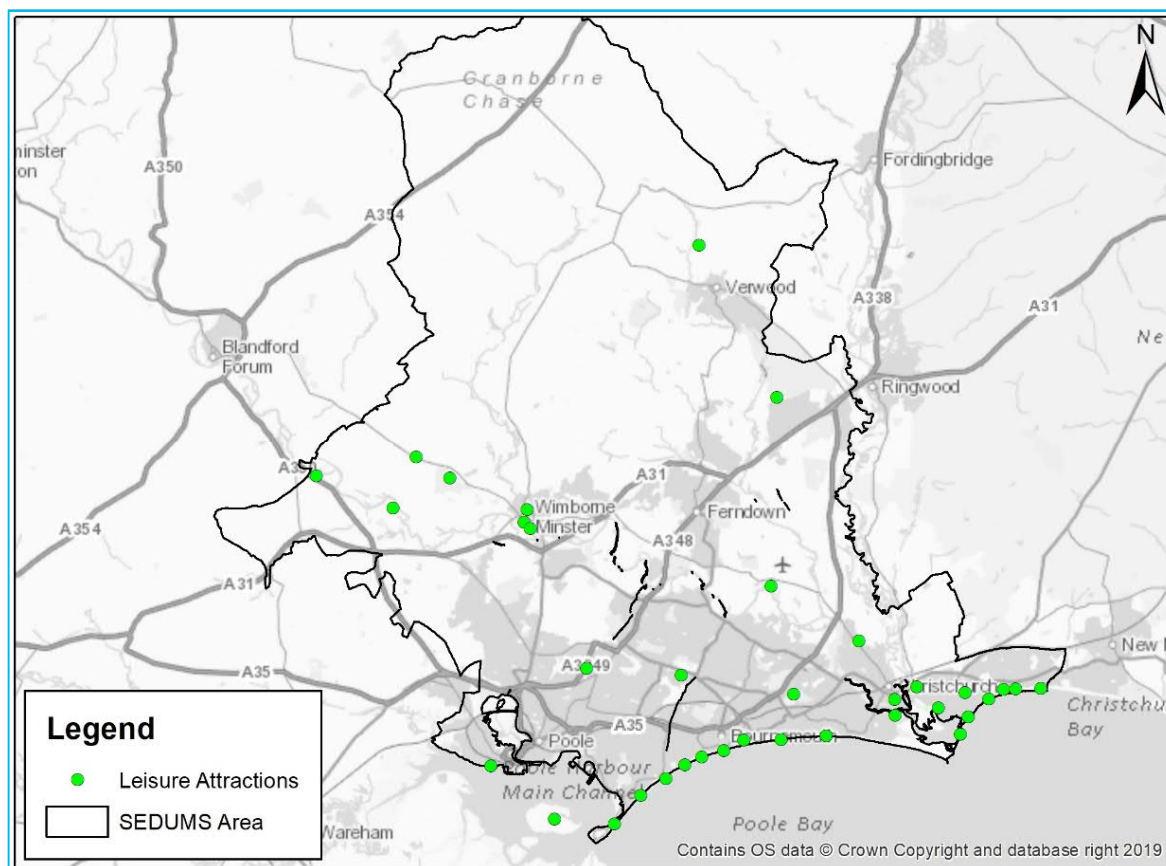 N
Cranborne
Chase
Fordingbridge
minster
on
A350
A354
Verwood
A338
A31
Ne
Blandford
Forum
Ringwood
A31
Wimborne
Minster
Ferndown
A354
A348
A31
A35
New
Christchurch
Christchu
Bay
A35
Bournemouth
Poole
Poole Harbour
Main Channel
Wareham
Poole Bay
Legend
Leisure Attractions
SEDUMS Area
Contains OS data © Crown Copyright and database right 2019